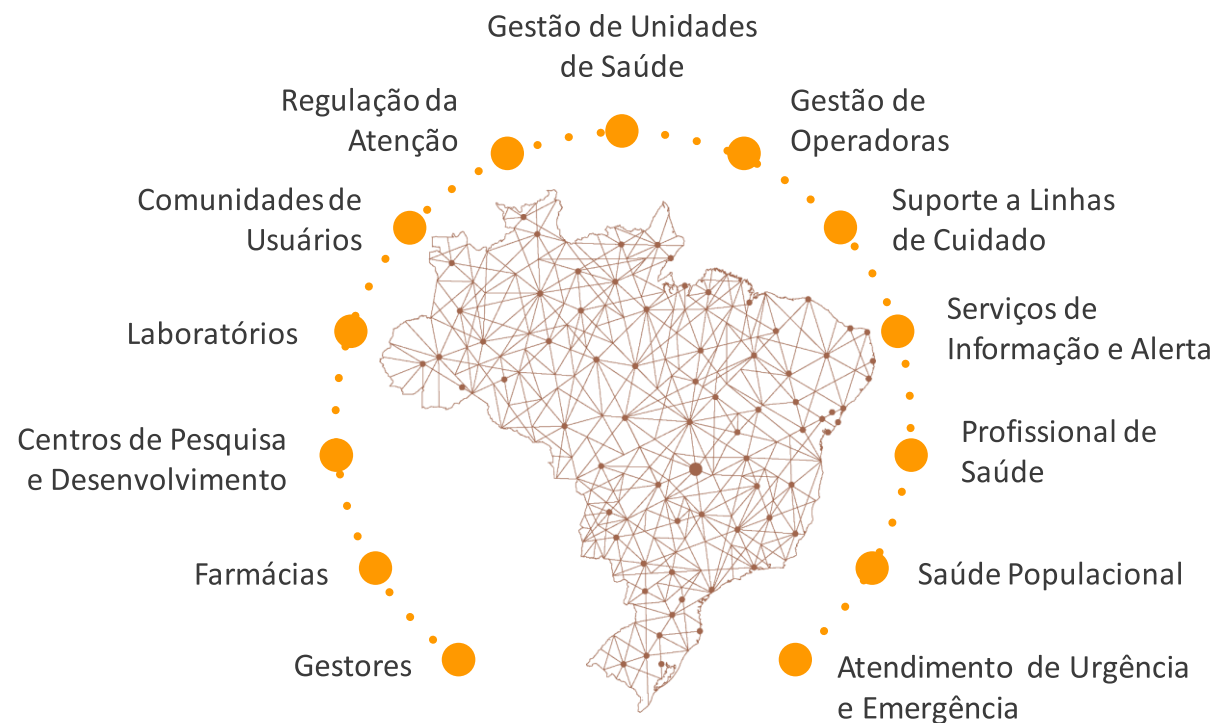 Gestão de Unidades
de Saúde
Regulação da
Atenção
Gestão de
Operadoras
Comunidades de
Usuários
Suporte a Linhas
de Cuidado
Laboratórios
Serviços de
Informação e Alerta
Centros de Pesquisa
e Desenvolvimento
Profissional de
Saúde
Farmácias
Saúde Populacional
Gestores
Atendimento de Urgência
e Emergência